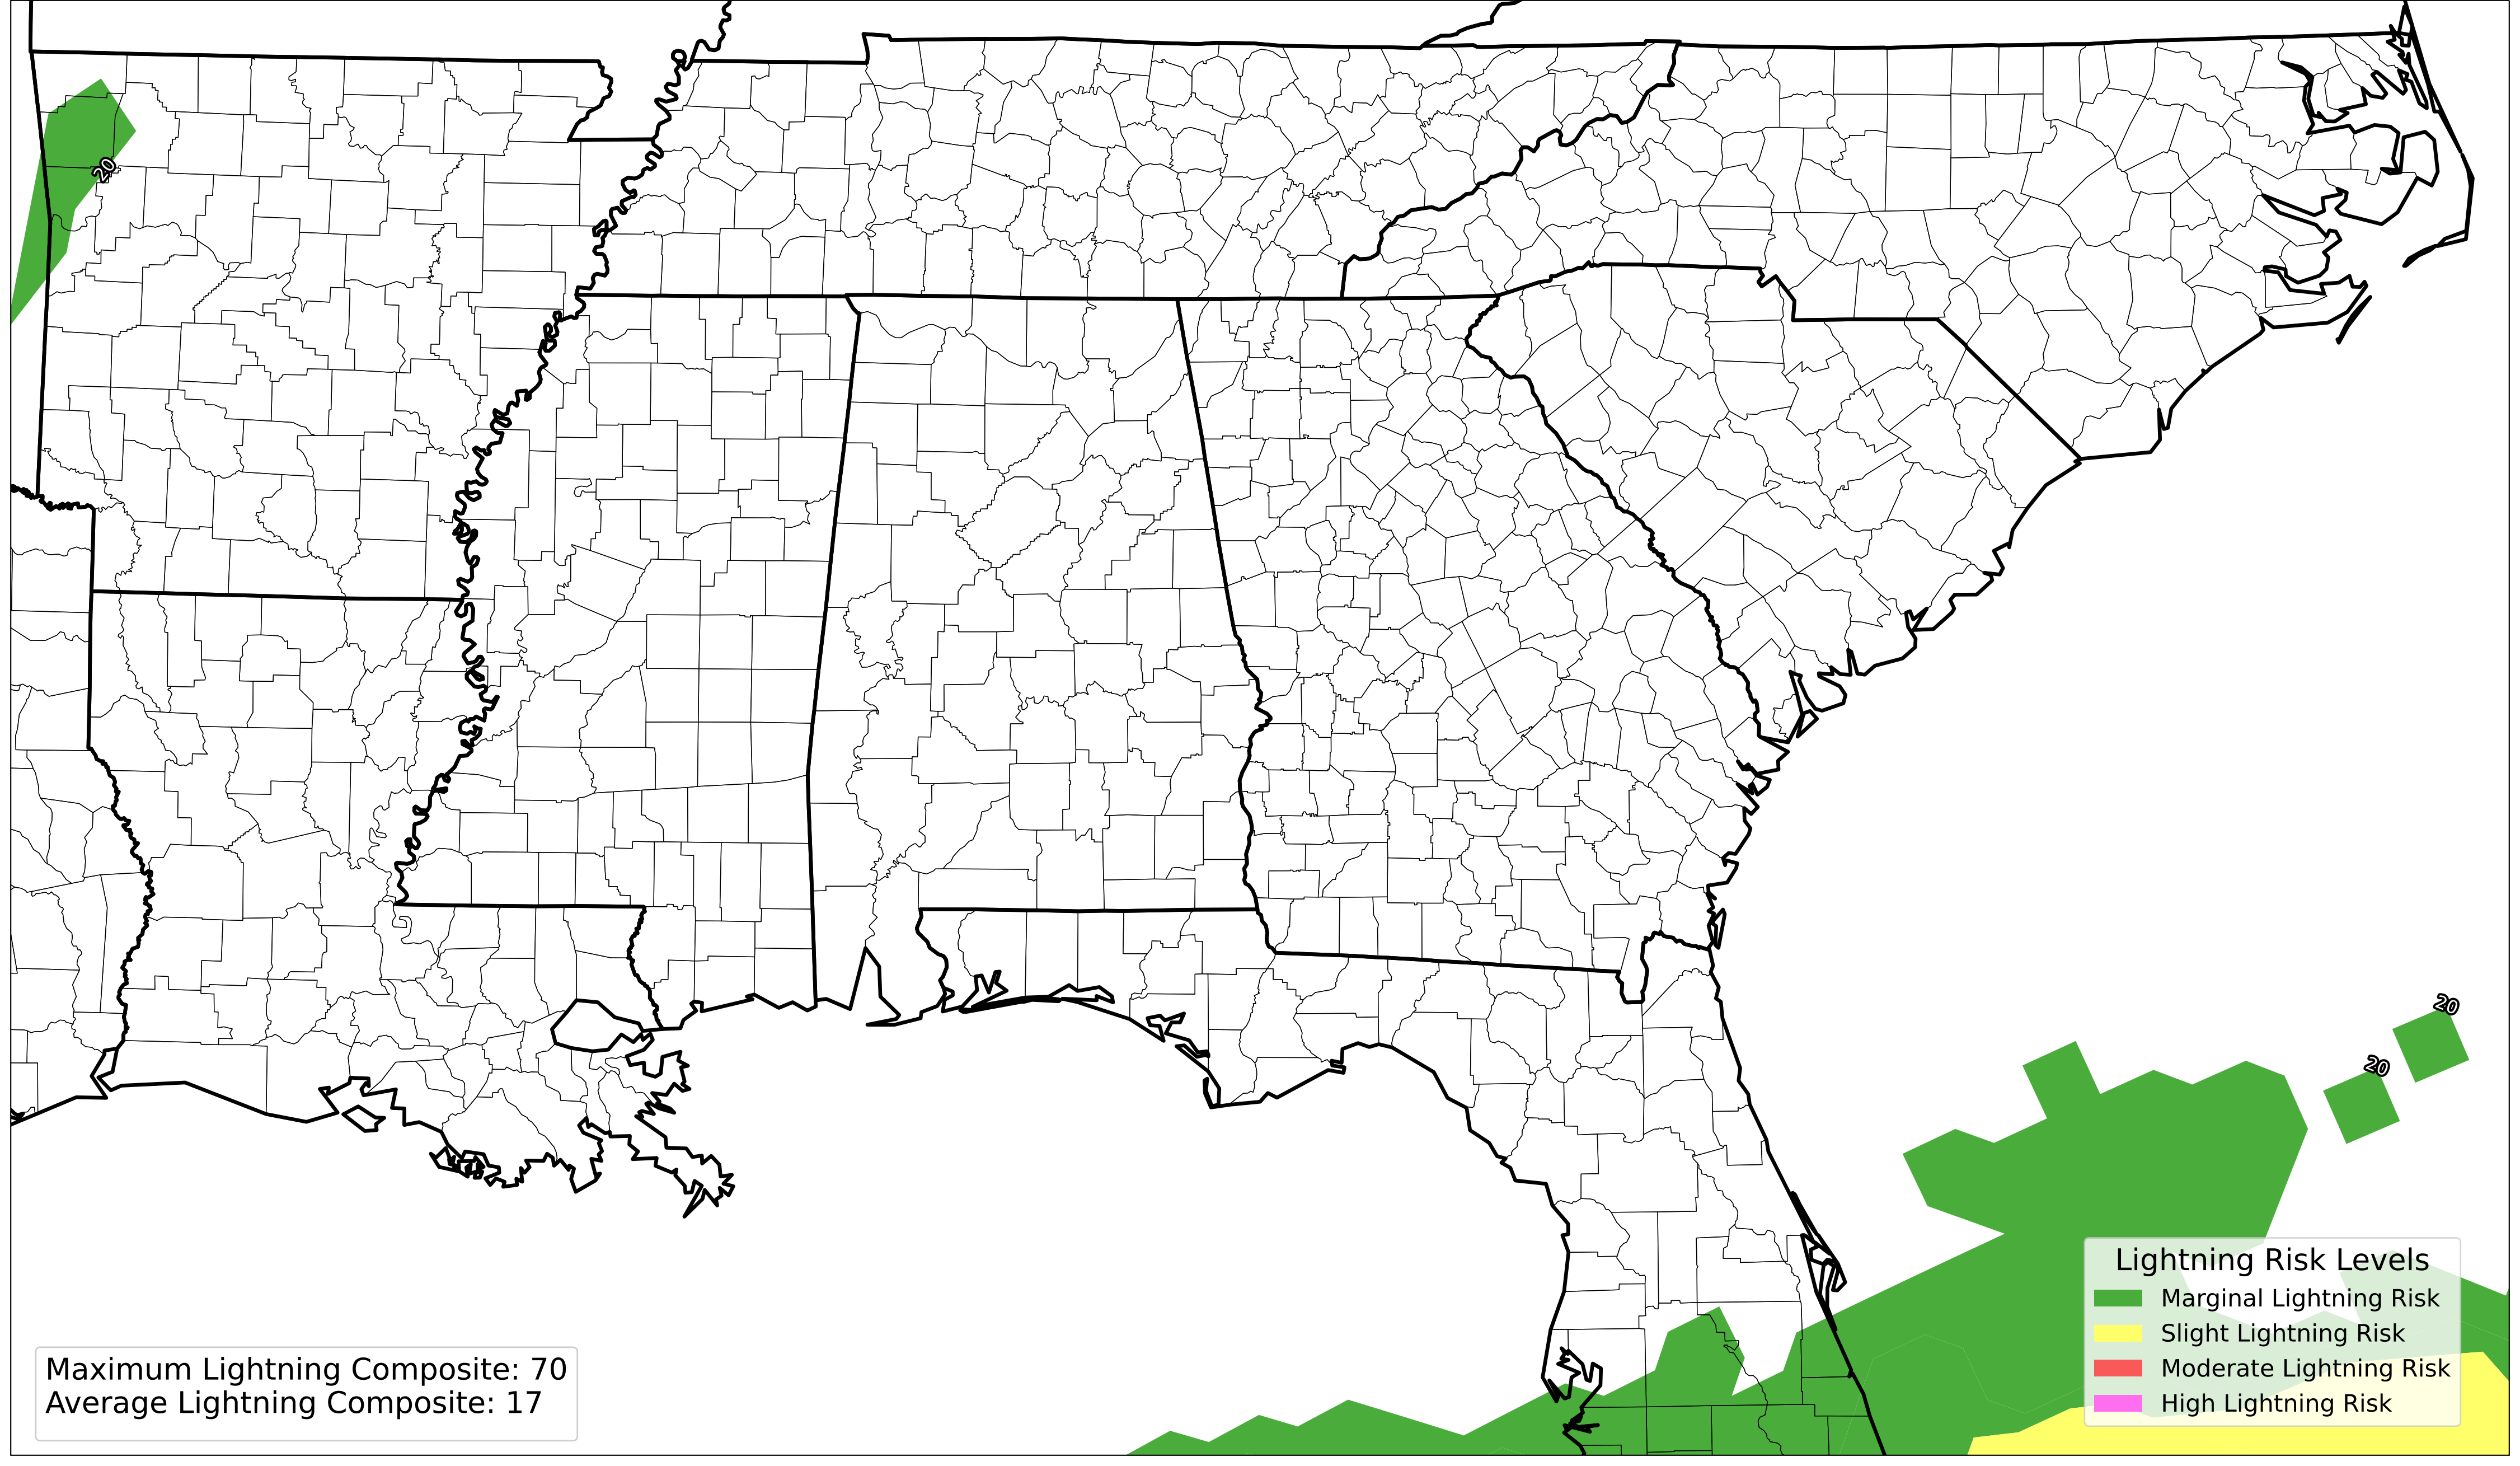 20
20
20
Lightning Risk Levels
Marginal Lightning Risk
Slight Lightning Risk
Moderate Lightning Risk
High Lightning Risk
Maximum Lightning Composite: 70
Average Lightning Composite: 17